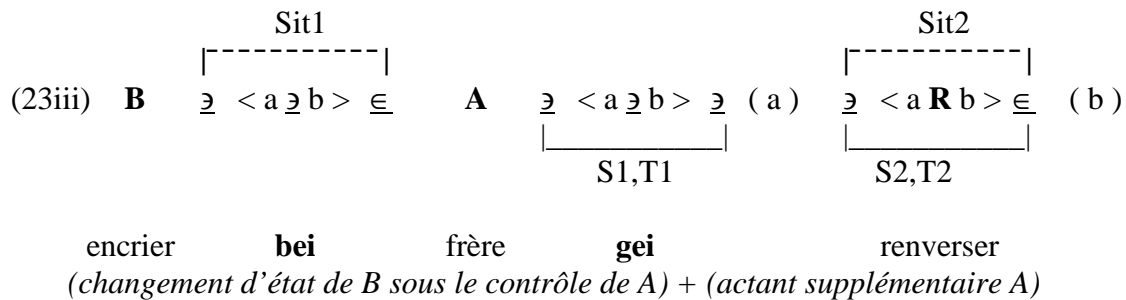 Sit1 Sit2
(23iii) B ∍ < a ∍ b > ∈ A ∍ < a ∍ b > ∍ ( a ) ∍ < a R b > ∈ ( b )
S1,T1 S2,T2
encrier bei frère gei renverser
(changement d’état de B sous le contrôle de A) + (actant supplémentaire A)